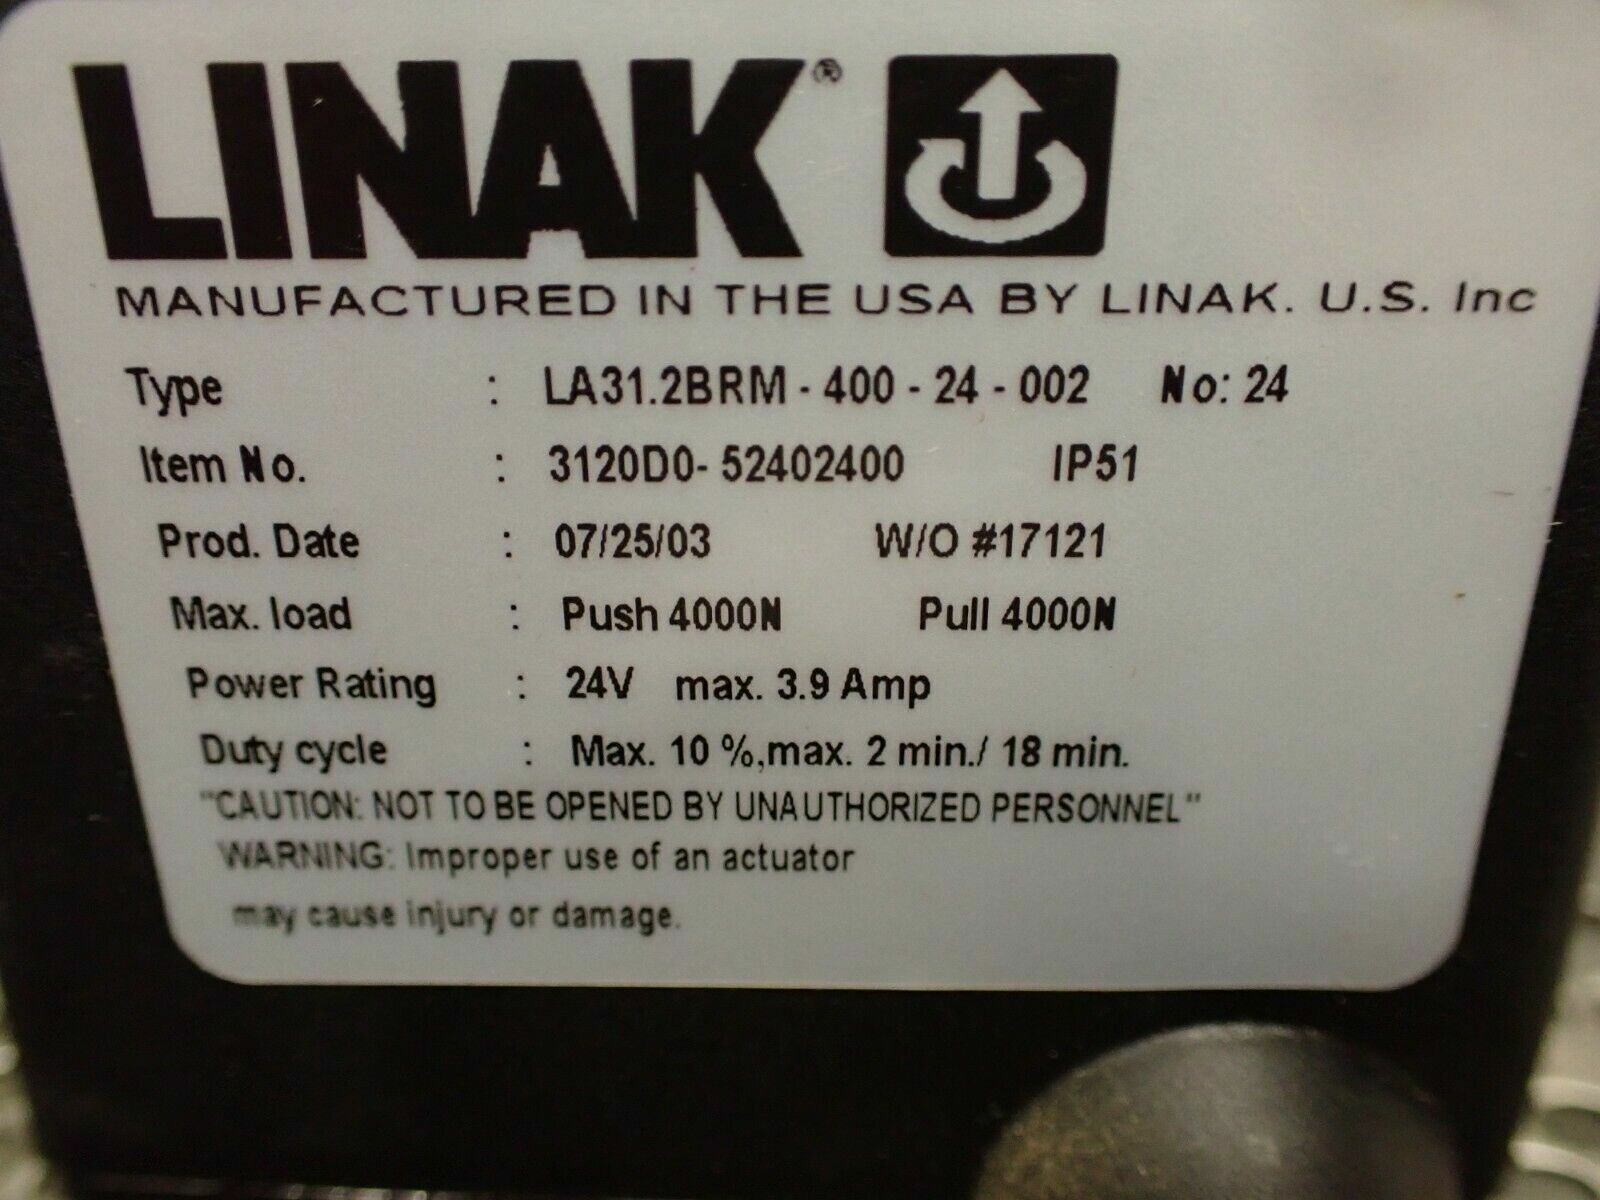 LINAK®
MANUFACTURED IN THE USA BY LINAK. U.S. Inc
Type : LA31.2BRM - 400 - 24 - 002 No: 24
Item No. : 3120D0- 52402400 IP51
Prod. Date : 07/25/03 W/O #17121
Max. load : Push 4000N Pull 4000N
Power Rating : 24V max. 3.9 Amp
Duty cycle : Max. 10 %,max. 2 min./ 18 min.
"CAUTION: NOT TO BE OPENED BY UNAUTHORIZED PERSONNEL"
WARNING: Improper use of an actuator
may cause injury or damage.